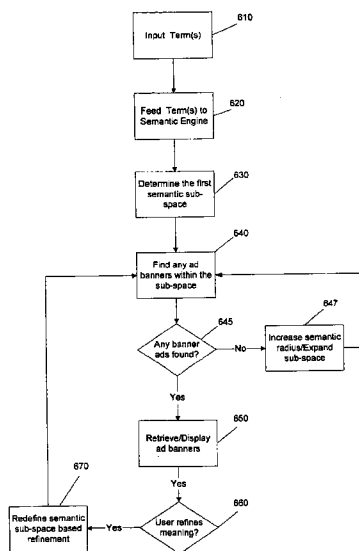 610
Input Term(s)
620
Feed Term(s) to
Semantic Engine
630
Determine the first
semantic sub-
space
640
Find any ad
banners within the
sub-space
645
647
Any banner
ads found?
No
Increase semantic
radius/Expand
sub-space
Yes
650
Retrieve/Display
ad banners
670
Yes
660
Redefine semantic
sub-space based
refinement
Yes
User refines
meaning?